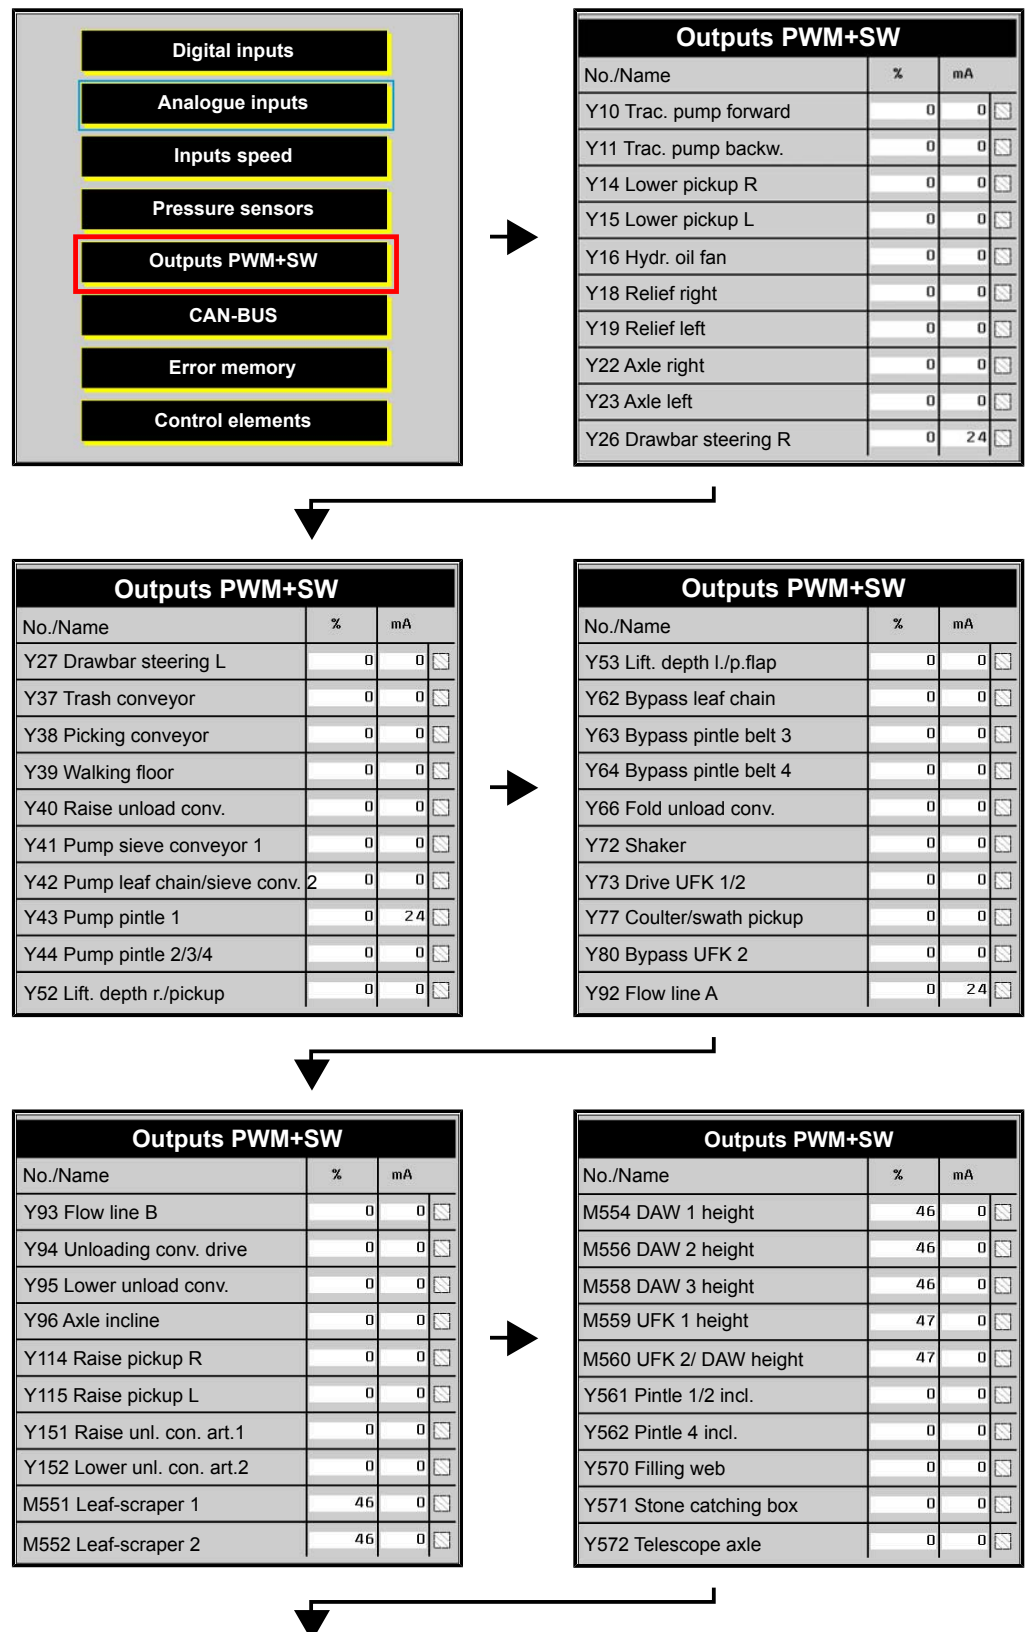 Digital inputs
Analogue inputs
Inputs speed
Pressure sensors
Outputs PWM+SW
CAN-BUS
Error memory
Control elements
Outputs PWM+SW
No./Name % mA
Y10 Trac. pump forward 0 0
Y11 Trac. pump backw. 0 0
Y14 Lower pickup R 0 0
Y15 Lower pickup L 0 0
Y16 Hydr. oil fan 0 0
Y18 Relief right 0 0
Y19 Relief left 0 0
Y22 Axle right 0 0
Y23 Axle left 0 0
Y26 Drawbar steering R 0 24
Outputs PWM+SW
No./Name % mA
Y27 Drawbar steering L 0 0
Y37 Trash conveyor 0 0
Y38 Picking conveyor 0 0
Y39 Walking floor 0 0
Y40 Raise unload conv. 0 0
Y41 Pump sieve conveyor 1 0 0
Y42 Pump leaf chain/sieve conv. 2 0 0
Y43 Pump pintle 1 0 24
Y44 Pump pintle 2/3/4 0 0
Y52 Lift. depth r./pickup 0 0
Outputs PWM+SW
No./Name % mA
Y53 Lift. depth l./p.flap 0 0
Y62 Bypass leaf chain 0 0
Y63 Bypass pintle belt 3 0 0
Y64 Bypass pintle belt 4 0 0
Y66 Fold unload conv. 0 0
Y72 Shaker 0 0
Y73 Drive UFK 1/2 0 0
Y77 Coulter/swath pickup 0 0
Y80 Bypass UFK 2 0 0
Y92 Flow line A 0 24
Outputs PWM+SW
No./Name % mA
Y93 Flow line B 0 0
Y94 Unloading conv. drive 0 0
Y95 Lower unload conv. 0 0
Y96 Axle incline 0 0
Y114 Raise pickup R 0 0
Y115 Raise pickup L 0 0
Y151 Raise unl. con. art.1 0 0
Y152 Lower unl. con. art.2 0 0
M551 Leaf-scraper 1 46 0
M552 Leaf-scraper 2 46 0
Outputs PWM+SW
No./Name % mA
M554 DAW 1 height 46 0
M556 DAW 2 height 46 0
M558 DAW 3 height 46 0
M559 UFK 1 height 47 0
M560 UFK 2/ DAW height 47 0
Y561 Pintle 1/2 incl. 0 0
Y562 Pintle 4 incl. 0 0
Y570 Filling web 0 0
Y571 Stone catching box 0 0
Y572 Telescope axle 0 0